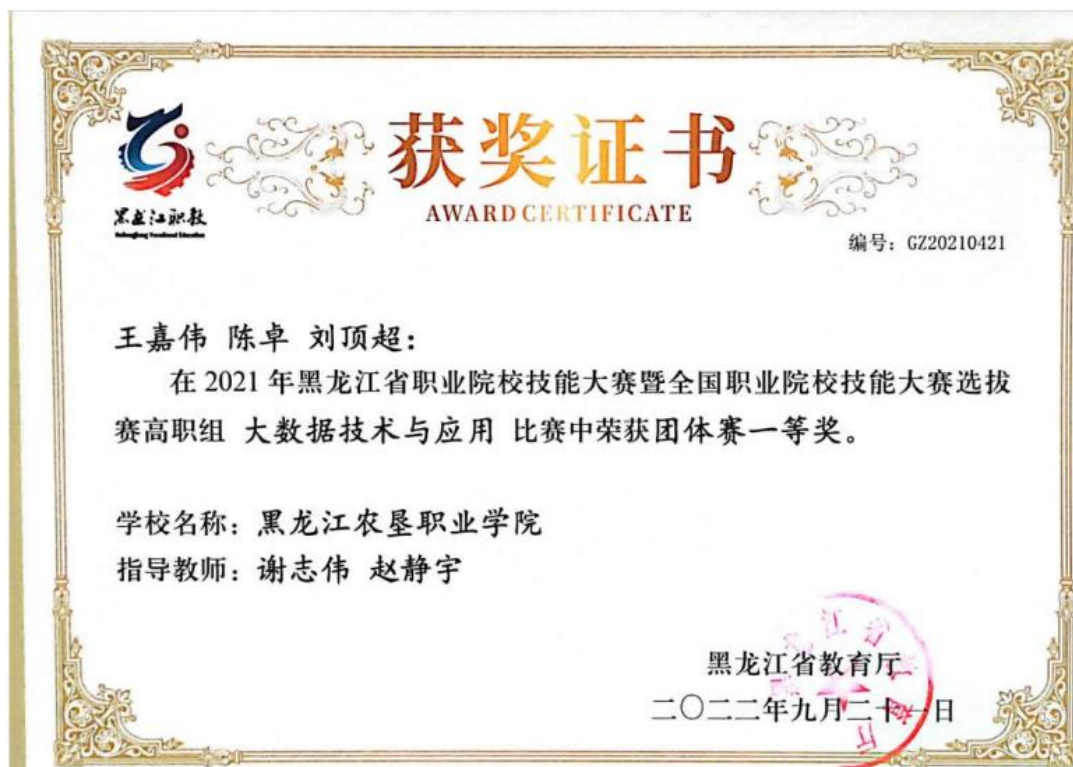 获奖证书
AWARD CERTIFICATE
黑龙江职教
Heilongjiang Vocational Education
编号：GZ20210421
王嘉伟 陈卓 刘顶超：
在 2021 年黑龙江省职业院校技能大赛暨全国职业院校技能大赛选拔
赛高职组 大数据技术与应用 比赛中荣获团体赛一等奖。
学校名称：黑龙江农垦职业学院
指导教师：谢志伟 赵静宇
黑龙江省教育厅
二〇二二年九月二十一日